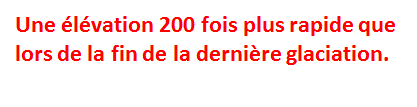 Une élévation 200 fois plus rapide que
lors de la fin de la dernière glaciation.